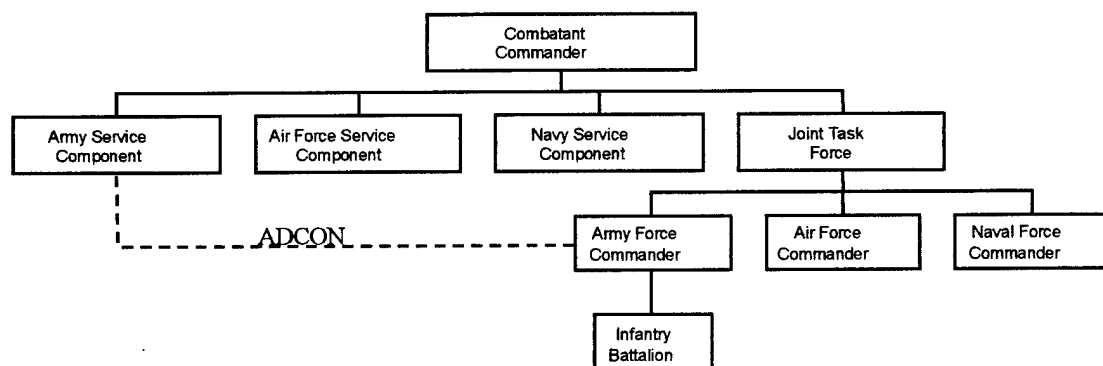 Combatant
Commander
Army Service
Component
Air Force Service
Component
Navy Service
Component
Joint Task
Force
ADCON
Army Force
Commander
Air Force
Commander
Naval Force
Commander
Infantry
Battalion